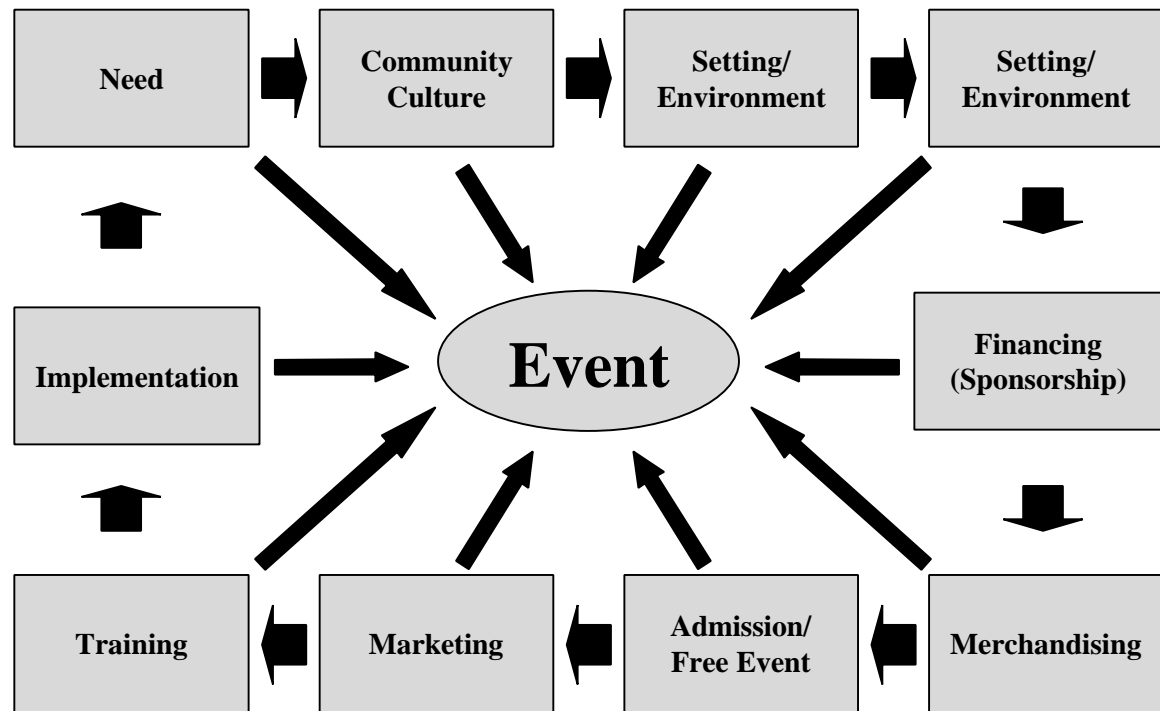 Need
Community
Culture
Setting/
Environment
Setting/
Environment
Implementation
Event
Financing
(Sponsorship)
Training
Marketing
Admission/
Free Event
Merchandising